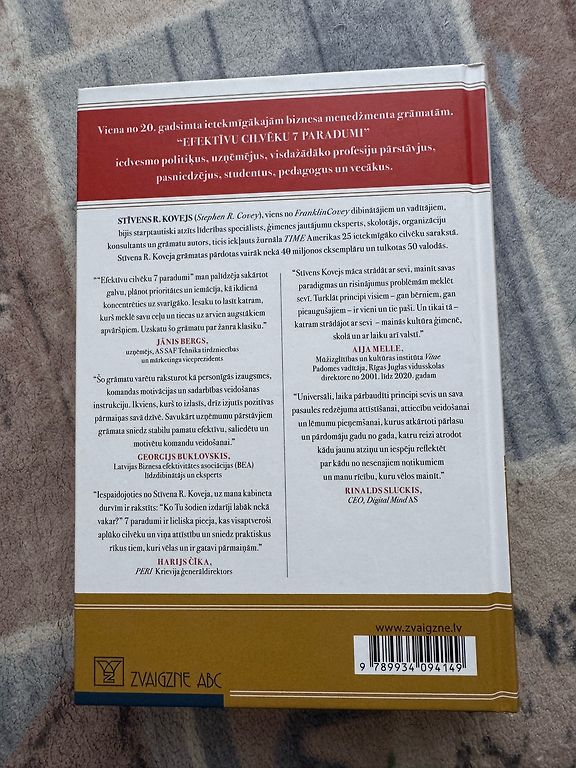 Viena no 20. gadsimta ietekmīgākajām biznesa menedžmenta grāmatām.
“EFEKTĪVU CILVĒKU 7 PARADUMI”
iedvesmo politiķus, uzņēmējus, visdažādāko profesiju pārstāvjus,
pasniedzējus, studentus, pedagogus un vecākus.
STĪVENS R. KOVEJS (Stephen R. Covey), viens no FranklinCovey dibinātājiem un vadītājiem,
bijis starptautiski atzīts līderības speciālists, ģimenes jautājumu eksperts, skolotājs, organizāciju
konsultants un grāmatu autors, ticis iekļauts žurnāla TIME Amerikas 25 ietekmīgāko cilvēku sarakstā.
Stīvena R. Koveja grāmatas pārdotas vairāk nekā 40 miljonos eksemplāru un tulkotas 50 valodās.
“„Efektīvu cilvēku 7 paradumi” man palīdzēja sakārtot
galvu, plānot prioritātes un iemācīja, kā ikdienā
koncentrēties uz svarīgāko. Iesaku to lasīt katram,
kurš meklē savu ceļu un tiecas uz arvien augstākiem
apvāršņiem. Uzskatu šo grāmatu par žanra klasiku.”
JĀNIS BERGS,
uzņēmējs, AS SAF Tehnika tirdzniecības
un mārketinga viceprezidents
“Šo grāmatu varētu raksturot kā personīgās izaugsmes,
komandas motivācijas un sadarbības veidošanas
instrukciju. Ikviens, kurš to izlasīs, drīz izjutīs pozitīvas
pārmaiņas savā dzīvē. Savukārt uzņēmumu pārstāvjiem
grāmata sniedz stabilu pamatu efektīvu, saliedētu un
motivētu komandu veidošanai.”
GEORGIJS BUKLOVSKIS,
Latvijas Biznesa efektivitātes asociācijas (BEA)
līdzdibinātājs un eksperts
“Iespaidojoties no Stīvena R. Koveja, uz mana kabineta
durvīm ir rakstīts: “Ko Tu šodien izdarīji labāk nekā
vakar?” 7 paradumi ir lieliska pieeja, kas visaptveroši
aplūko cilvēku un viņa attīstību un sniedz praktiskus
rīkus tiem, kuri vēlas un ir gatavi pārmaiņām.”
HARIJS ČĪKA,
PERI Krievija ģenerāldirektors
“Stīvens Kovejs māca strādāt ar sevi, mainīt savas
paradigmas un risinājumus problēmām meklēt
sevī. Turklāt principi visiem – gan bērniem, gan
pieaugušajiem – ir vieni un tie paši. Un tikai tā –
katram strādājot ar sevi – mainās kultūra ģimenē,
skolā un ar laiku arī valstī.”
AIJA MELLE,
Mūžizglītības un kultūras institūta Vitae
Padomes vadītāja, Rīgas Juglas vidusskolas
direktore no 2001. līdz 2020. gadam
“Universāli, laika pārbaudīti principi sevis un sava
pasaules redzējuma attīstīšanai, attiecību veidošanai
un lēmumu pieņemšanai, kurus atkārtoti pārlasu
un pārdomāju gadu no gada, katru reizi atrodot
kādu jaunu atziņu un iespēju reflektēt
par kādu no nesenajiem notikumiem
un manu rīcību, kuru vēlos mainīt.”
RINALDS SLUCKIS,
CEO, Digital Mind AS
www.zvaigzne.lv
9 789934 094149
ZVAIGZNE ABC